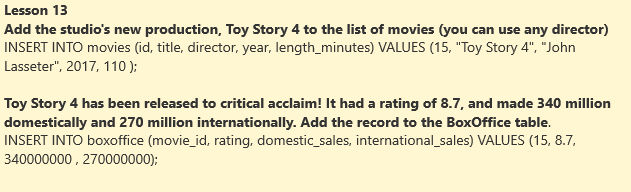 Lesson 13
Add the studio's new production, Toy Story 4 to the list of movies (you can use any director)
INSERT INTO movies (id, title, director, year, length_minutes) VALUES (15, "Toy Story 4", "John
Lasseter", 2017, 110 );
Toy Story 4 has been released to critical acclaim! It had a rating of 8.7, and made 340 million
domestically and 270 million internationally. Add the record to the BoxOffice table.
INSERT INTO boxoffice (movie_id, rating, domestic_sales, international_sales) VALUES (15, 8.7,
340000000 , 270000000);